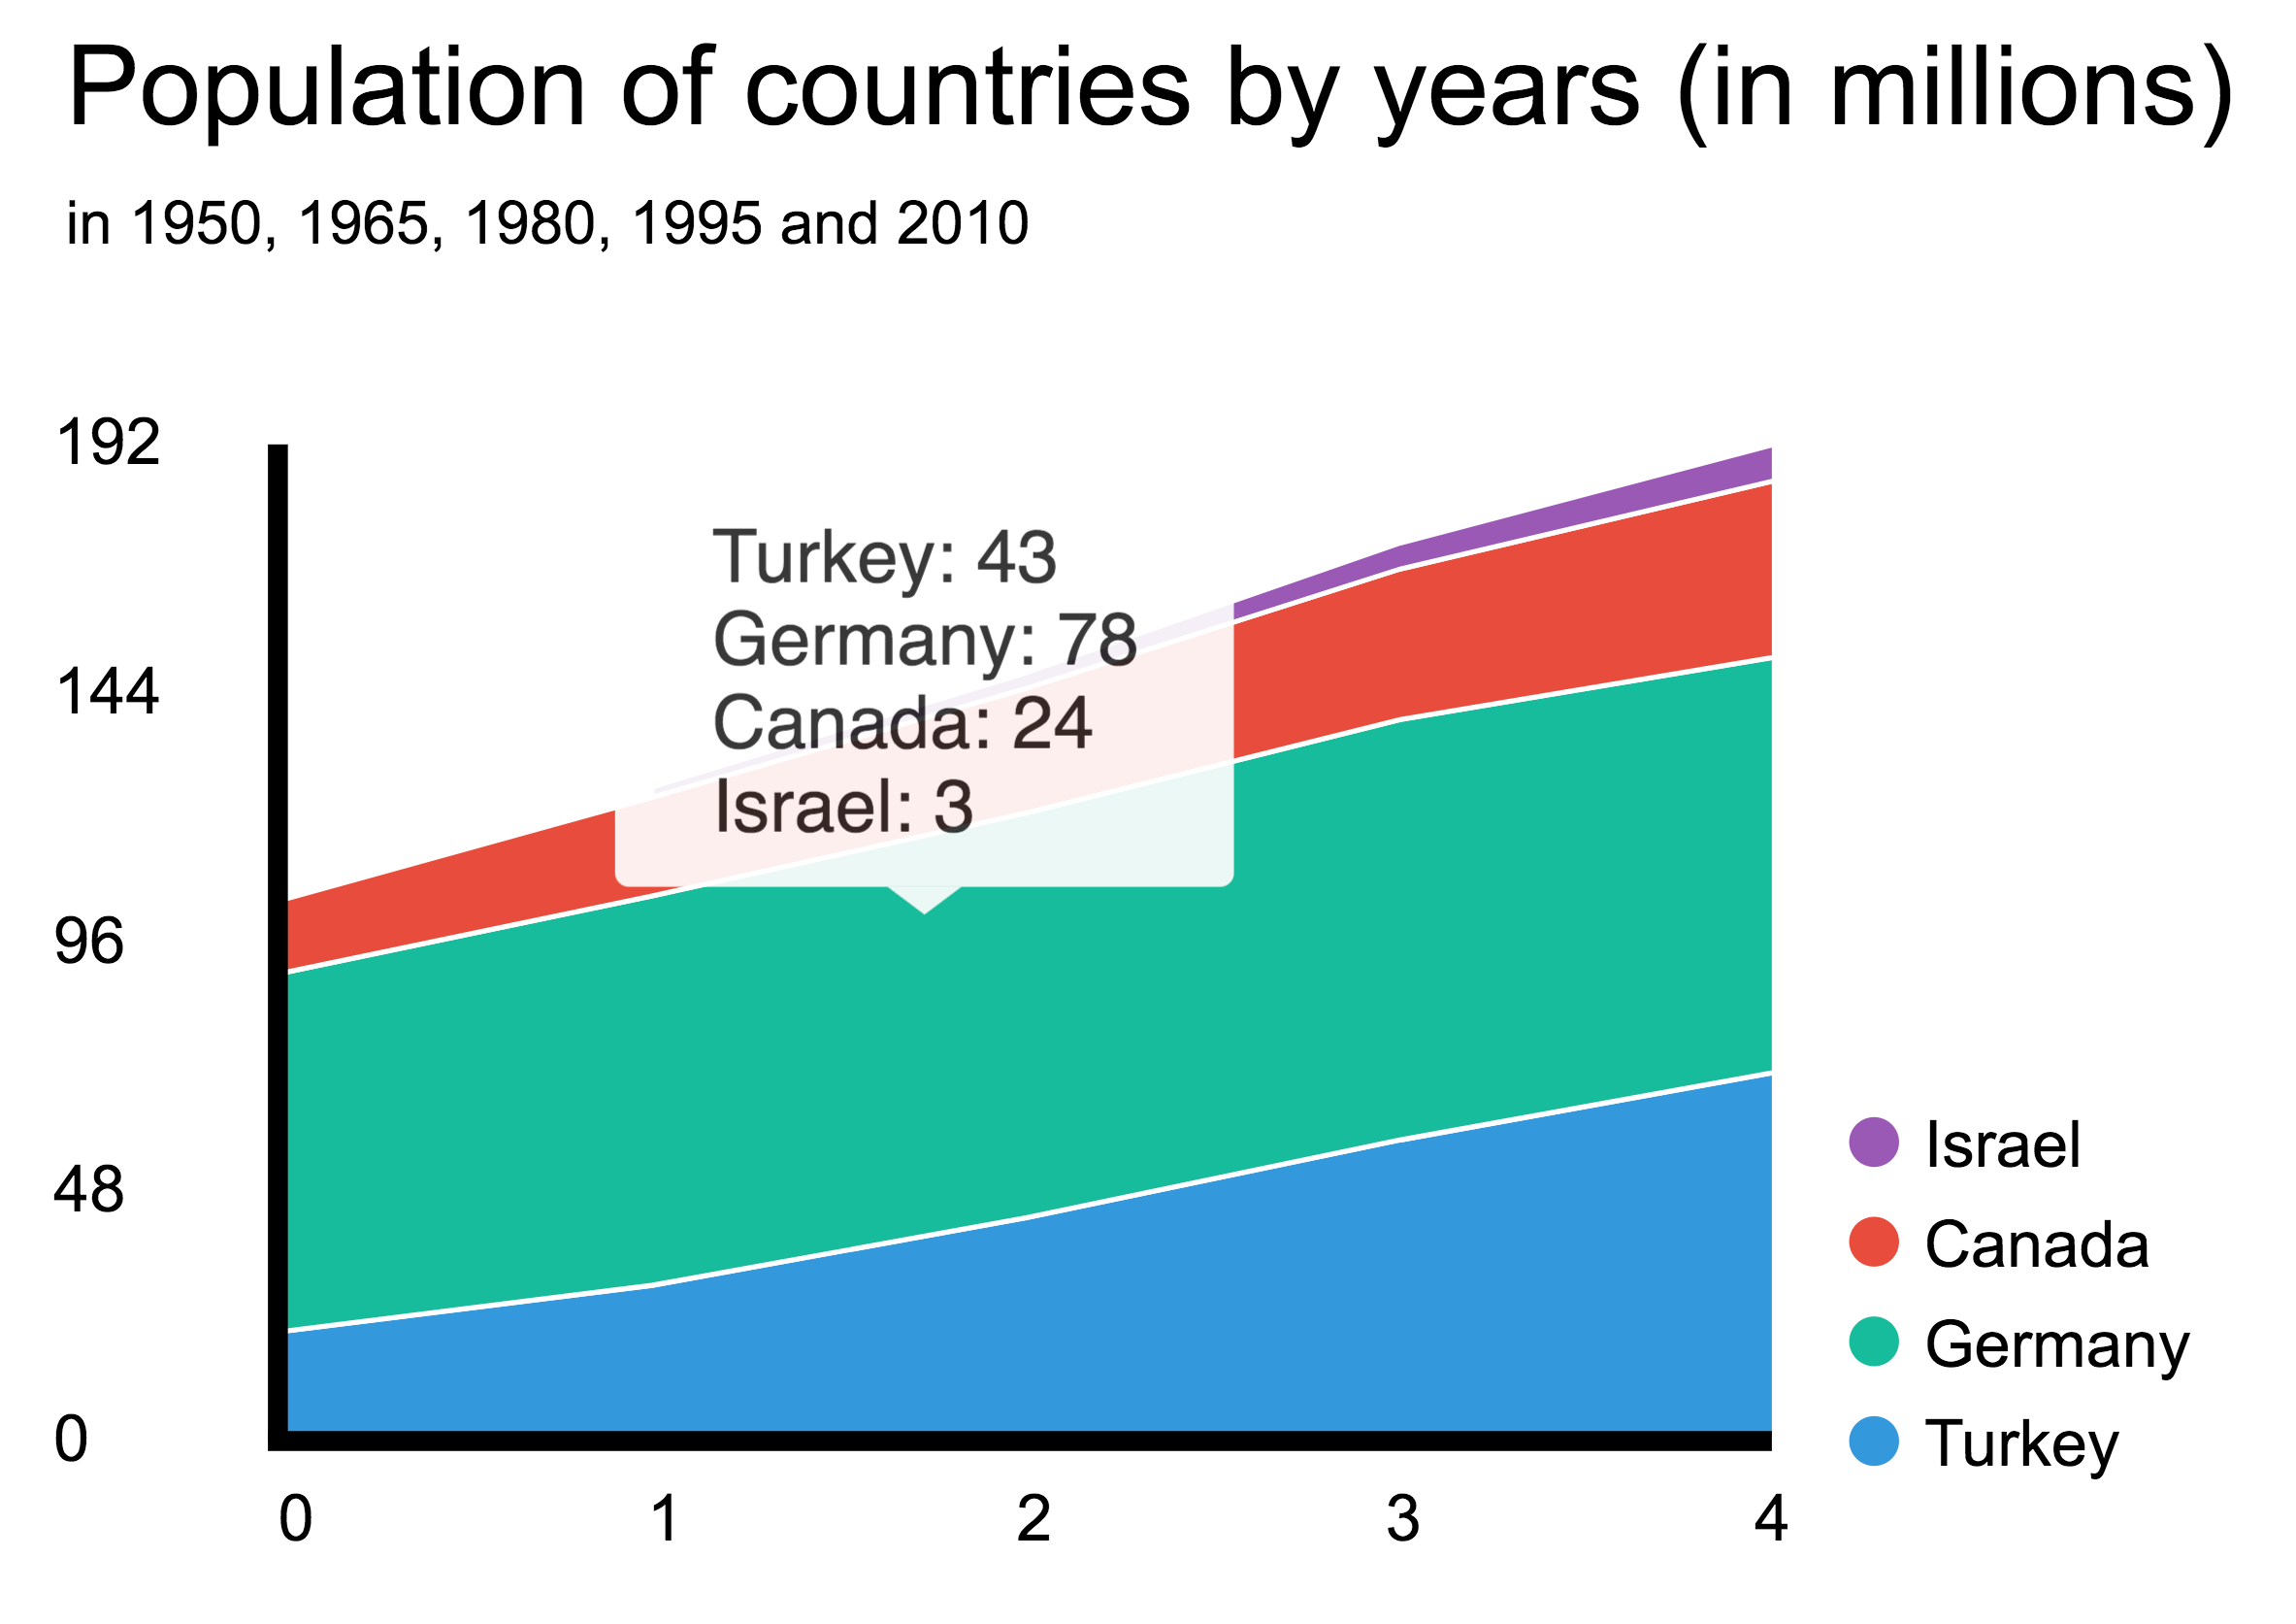 Population of countries by years (in millions)
in 1950, 1965, 1980, 1995 and 2010
192
144
96
48
0
Turkey: 43
Germany: 78
Canada: 24
Israel: 3
0 1 2 3 4
Israel
Canada
Germany
Turkey